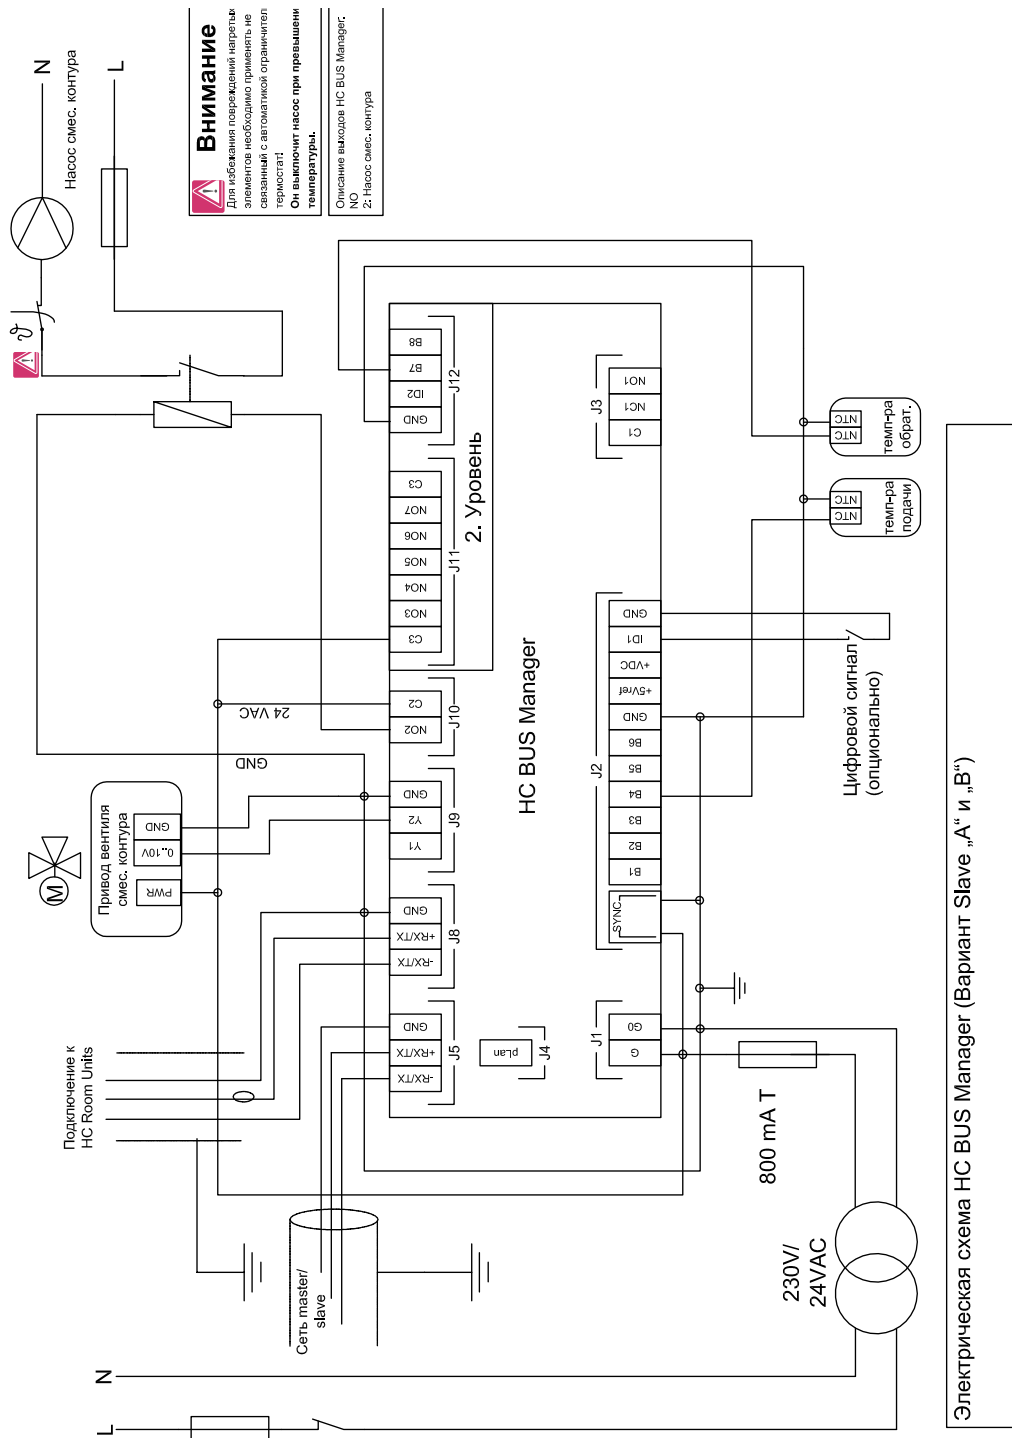 N
L
Насос смес. контура
Внимание
Для избежания повреждений нагретых
элементов необходимо применять не
связанный с автоматикой ограничител
термостат!
Он выключит насос при превышени
температуры.
Описание выходов HC BUS Manager:
NO
2: Насос смес. контура
ϑ
M
Привод вентиля
смес. контура
PWR
0..10V
GND
Подключение к
HC Room Units
24 VAC
GND
-RX/TX
+RX/TX
GND
J5
-RX/TX
+RX/TX
GND
J8
Y1
Y2
GND
J9
NO2
C2
J10
C3
NO3
NO4
NO5
NO6
NO7
C3
J11
GND
ID2
B7
B8
J12
2. Уровень
HC BUS Manager
pLan
J4
J1
G
G0
J2
SYNC
B1
B2
B3
B4
B5
B6
GND
+5Vref
+VDC
ID1
GND
J3
C1
NC1
NO1
Сеть master/
slave
N
L
230V/
24VAC
800 mA T
Цифровой сигнал
(опционально)
NTC
NTC
темп-ра
подачи
NTC
NTC
темп-ра
обрат.
Электрическая схема HC BUS Manager (Вариант Slave „A“ и „B“)